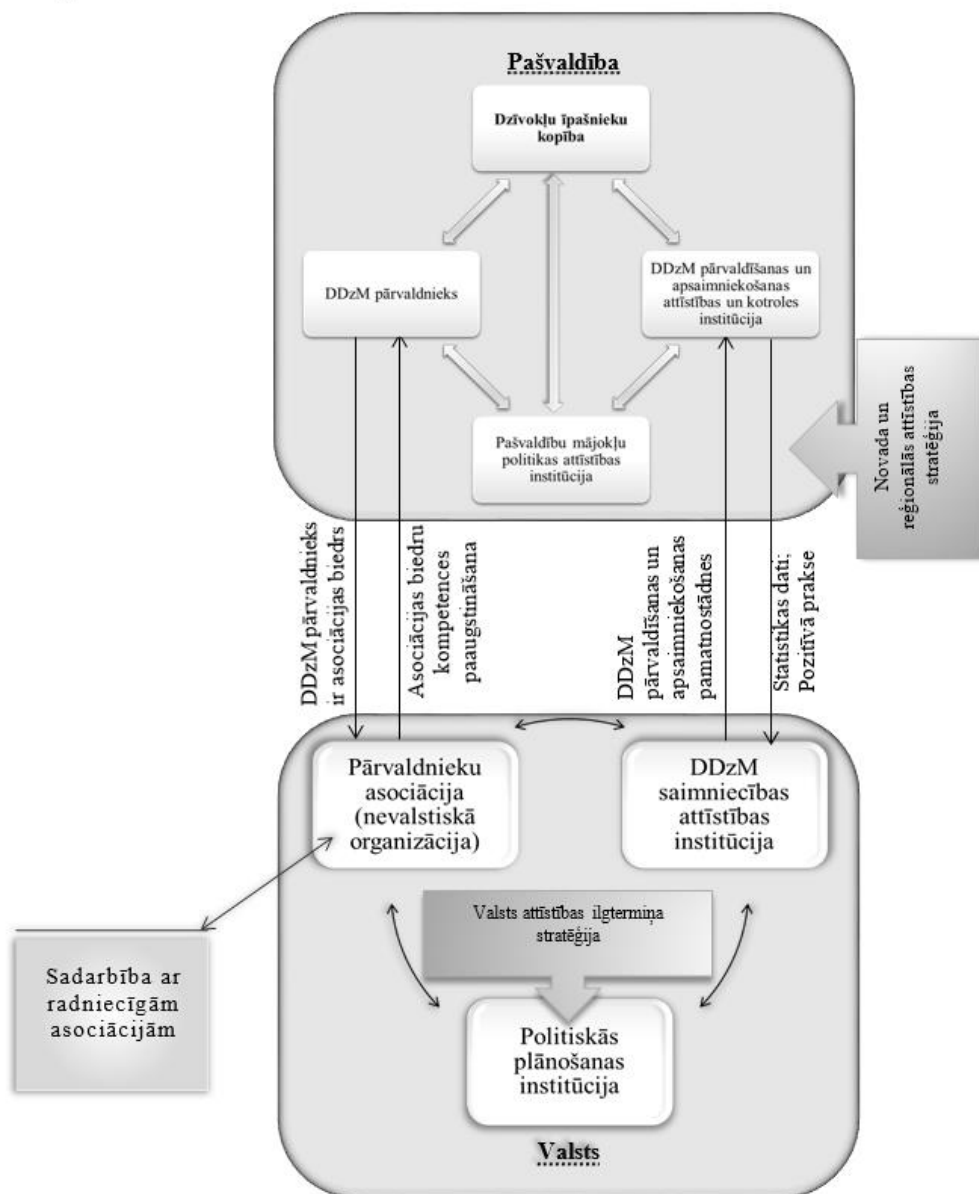 Pašvaldība
Dzīvokļu īpašnieku
kopība
DDzM pārvaldnieks
DDzM pārvaldīšanas un
apsaimniekošanas
attīstības un kotroles
institūcija
Pašvaldību mājokļu
politikas attīstības
institūcija
Novada un
reģionālās attīstības
stratēģija
DDzM pārvaldnieks
ir asociācijas biedrs
Asociācijas biedru
kompetences
paaugstināšana
DDzM
pārvaldīšanas un
apsaimniekošanas
pamatnostādnes
Statistikas dati;
Pozitīvā prakse
Pārvaldnieku
asociācija
(nevalstiskā
organizācija)
DDzM
saimniecības
attīstības
institūcija
Valsts attīstības ilgtermiņa
stratēģija
Sadarbība ar
radniecīgām
asociācijām
Politiskās
plānošanas
institūcija
Valsts